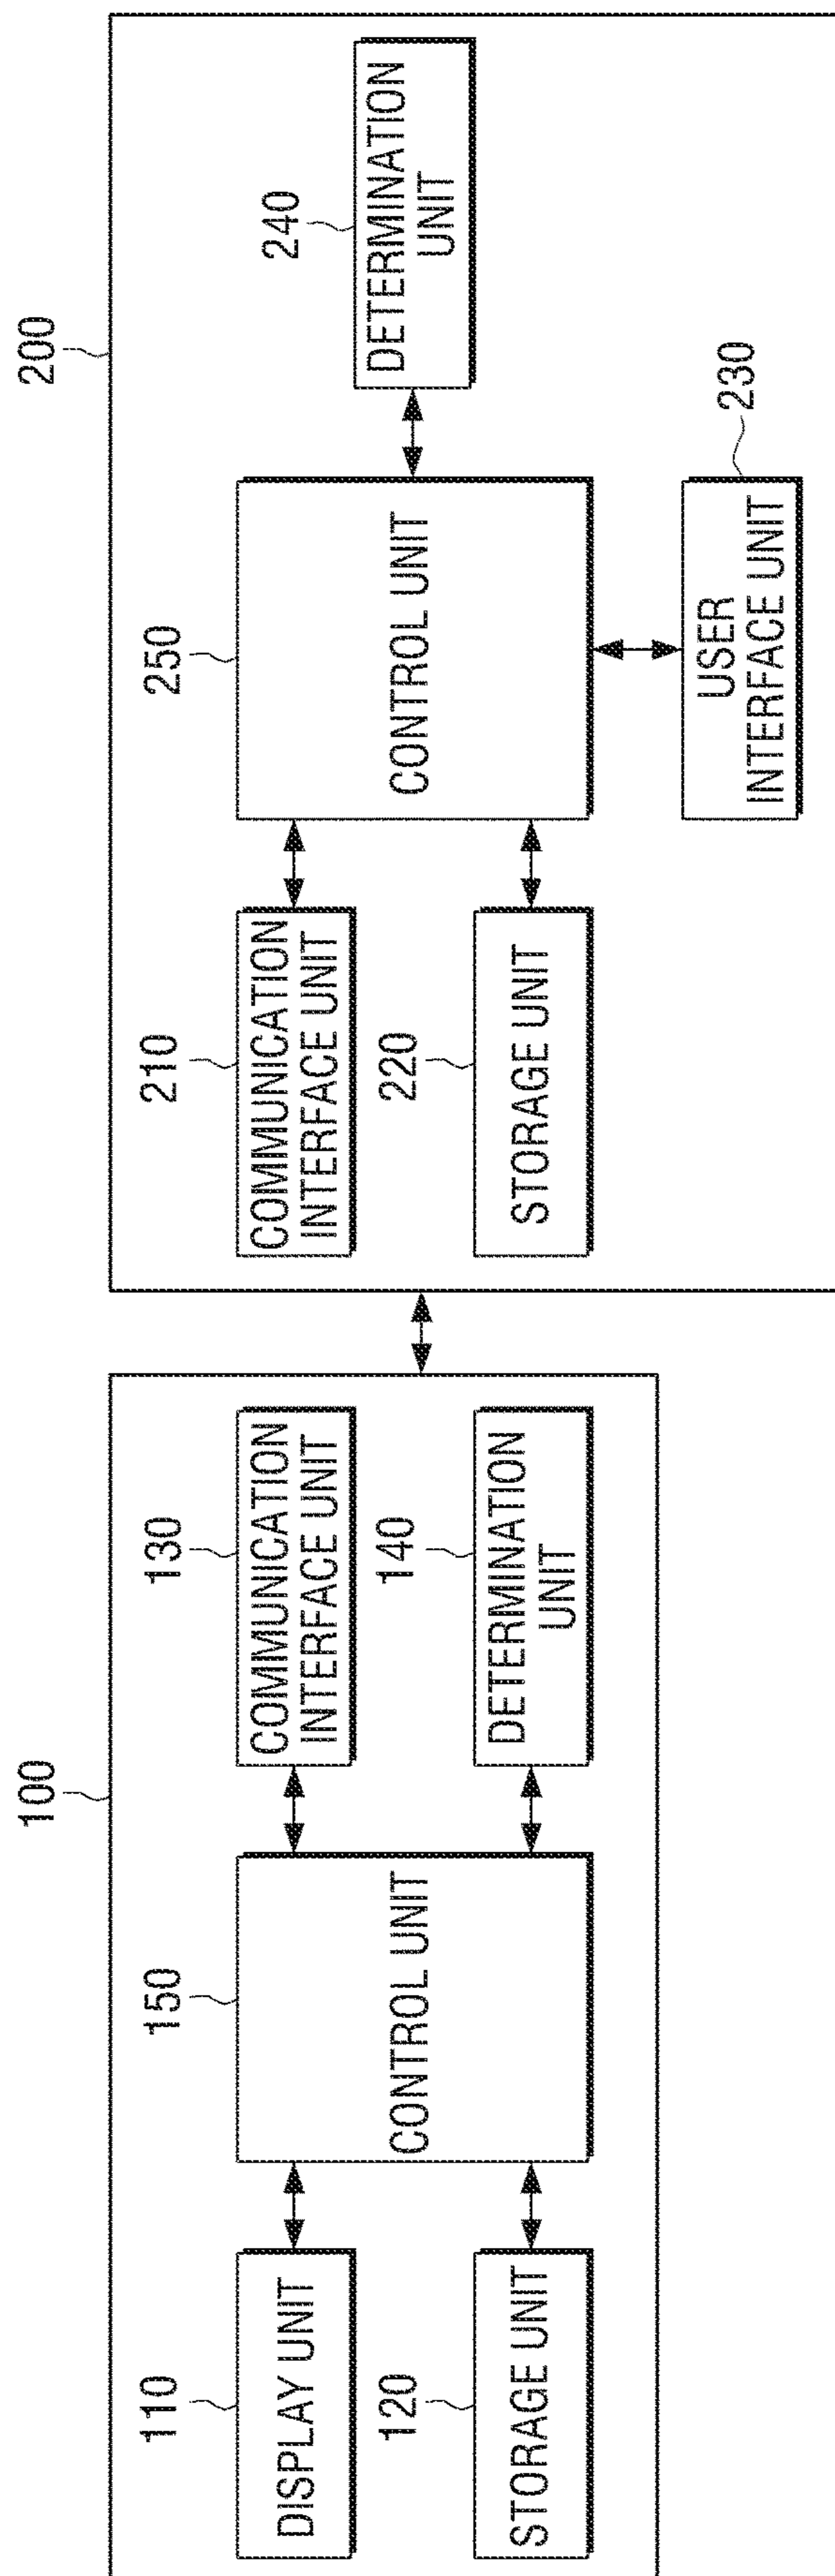 100
110
DISPLAY UNIT
120
STORAGE UNIT
150
CONTROL UNIT
130
COMMUNICATION
INTERFACE UNIT
140
DETERMINATION
UNIT
200
210
COMMUNICATION
INTERFACE UNIT
220
STORAGE UNIT
250
CONTROL UNIT
240
DETERMINATION
UNIT
230
USER
INTERFACE UNIT